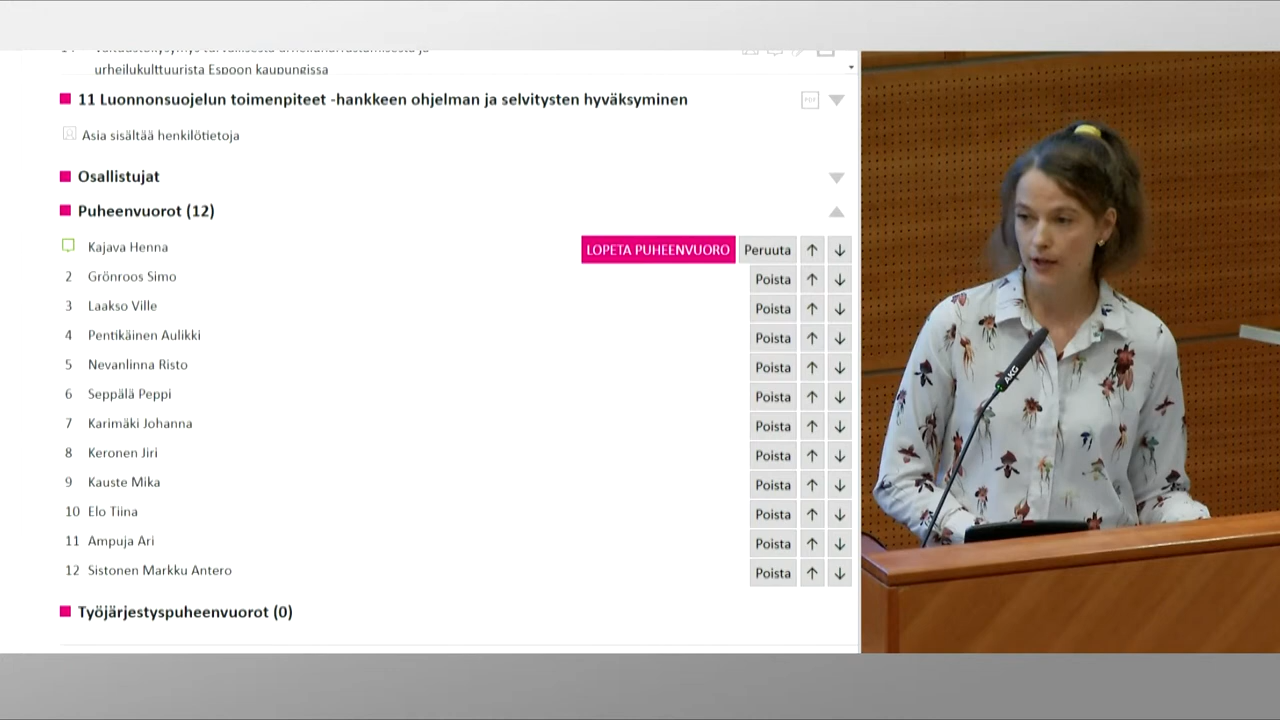 urheilukulttuurista Espoon kaupungissa
11 Luonnonsuojelun toimenpiteet -hankkeen ohjelman ja selvitysten hyväksyminen
PDF
Asia sisältää henkilötietoja
Osallistujat
Puheenvuorot (12)
Kajava Henna LOPETA PUHEENVUORO Peruuta ↑ ↓
2 Grönroos Simo Poista ↑ ↓
3 Laakso Ville Poista ↑ ↓
4 Pentikäinen Aulikki Poista ↑ ↓
5 Nevanlinna Risto Poista ↑ ↓
6 Seppälä Peppi Poista ↑ ↓
7 Karimäki Johanna Poista ↑ ↓
8 Keronen Jiri Poista ↑ ↓
9 Kauste Mika Poista ↑ ↓
10 Elo Tiina Poista ↑ ↓
11 Ampuja Ari Poista ↑ ↓
12 Sistonen Markku Antero Poista ↑ ↓
Työjärjestyspuheenvuorot (0)
AKG